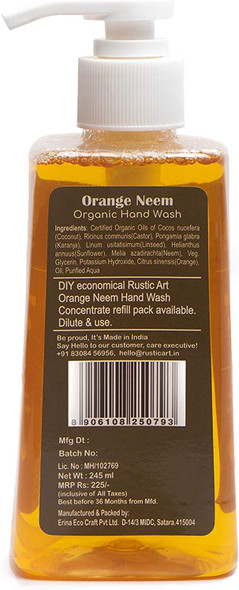 Orange Neem
Organic Hand Wash
Ingredients: Certified Organic Oils of Cocos nucefera
(Coconut), Ricinus communis(Castor), Pongamia glabra
(Karanja), Linum usitatisimum(Linseed), Helianthus
annuus(Sunflower), Melia azadirachta(Neem), Veg.
Glycerin, Potassium Hydroxide, Citrus sinensis(Orange),
Oil, Purified Aqua
DIY economical Rustic Art
Orange Neem Hand Wash
Concentrate refill pack available.
Dilute & use.
Be proud, It's Made in India
Say Hello to our customer, care executive!
+91 83084 56956, hello@rusticart.in
8 906108 250793
Mfg Dt :
Batch No:
Lic. No : MH/102769
Net Wt : 245 ml
MRP Rs: 225/-
(inclusive of All Taxes)
Best before 36 Months from Mfd.
Manufactured & Packed by:
Erina Eco Craft Pvt Ltd. D-14/3 MIDC, Satara.415004